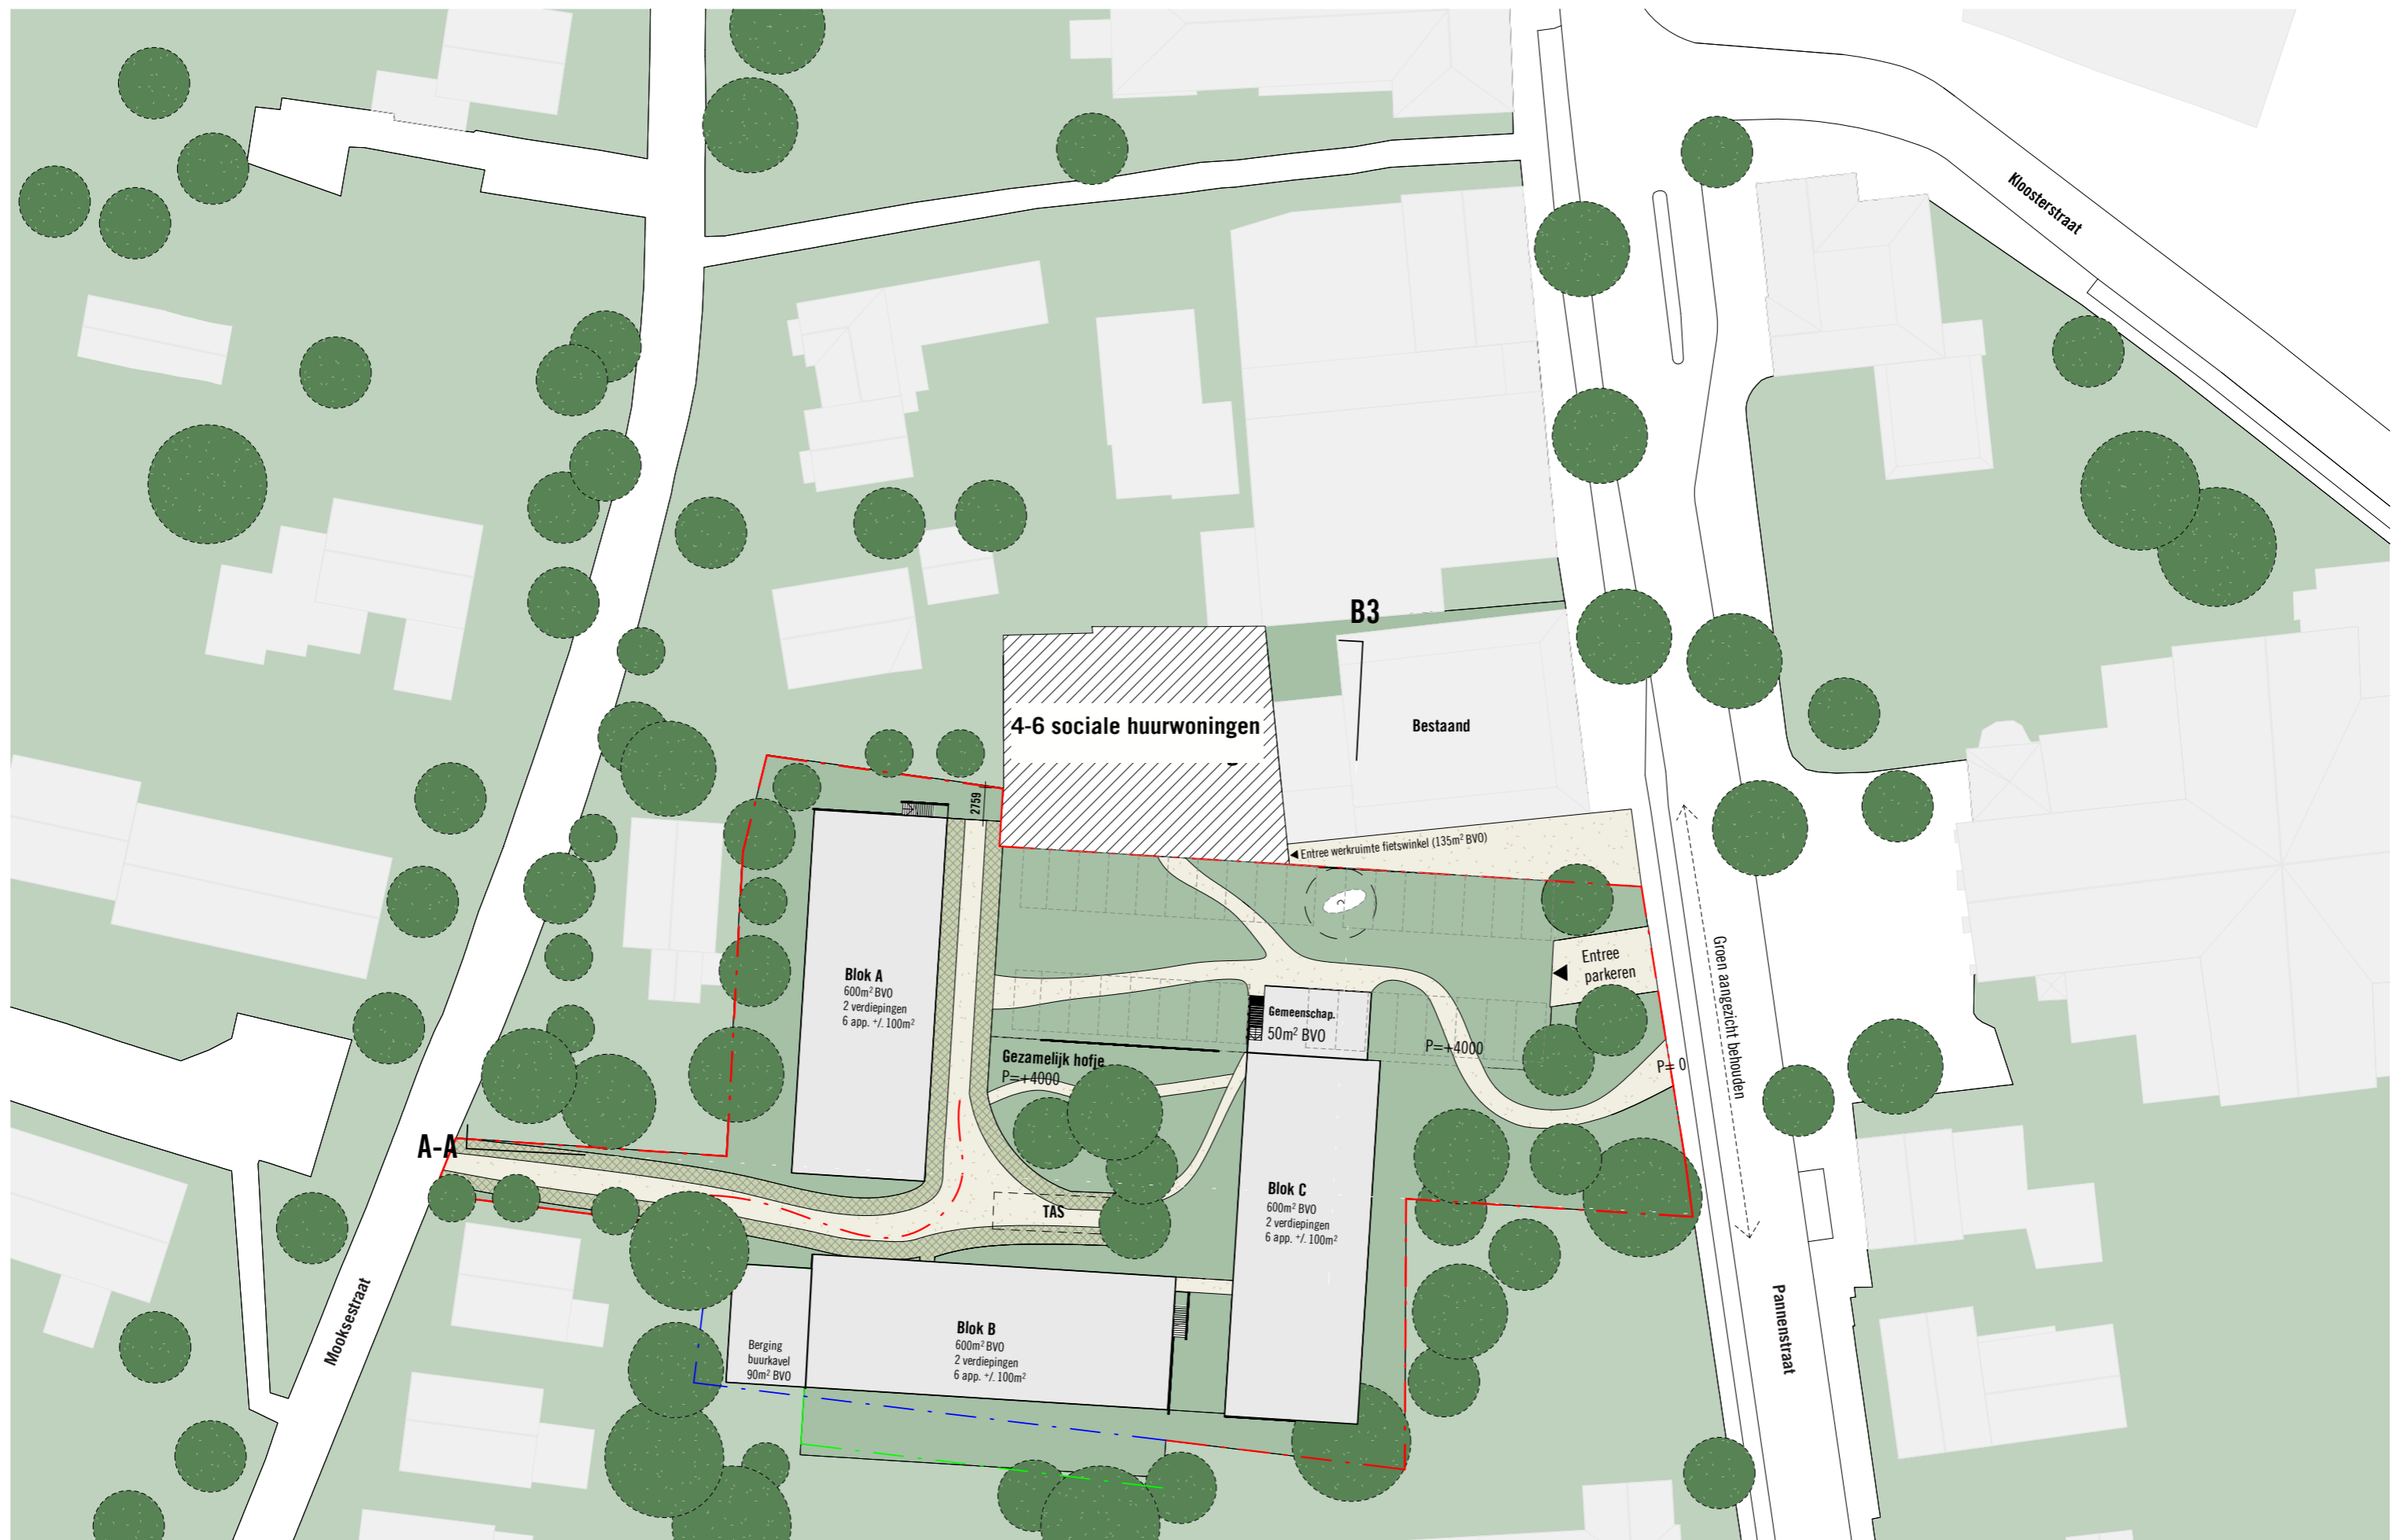 Kloosterstraat
B3
4-6 sociale huurwoningen
Bestaand
2759
Entree werkruimte fietswinkel (135m² BVO)
2
Entree
parkeren
Groen aangezicht behouden
Blok A
600m² BVO
2 verdiepingen
6 app. +/. 100m²
Gemeenschap.
50m² BVO
P=+4000
Gezamelijk hofje
P=+4000
P= 0
A-A
TAS
Blok C
600m² BVO
2 verdiepingen
6 app. +/. 100m²
Mooksestraat
Pannenstraat
Blok B
600m² BVO
2 verdiepingen
6 app. +/. 100m²
Berging
buurkavel
90m² BVO